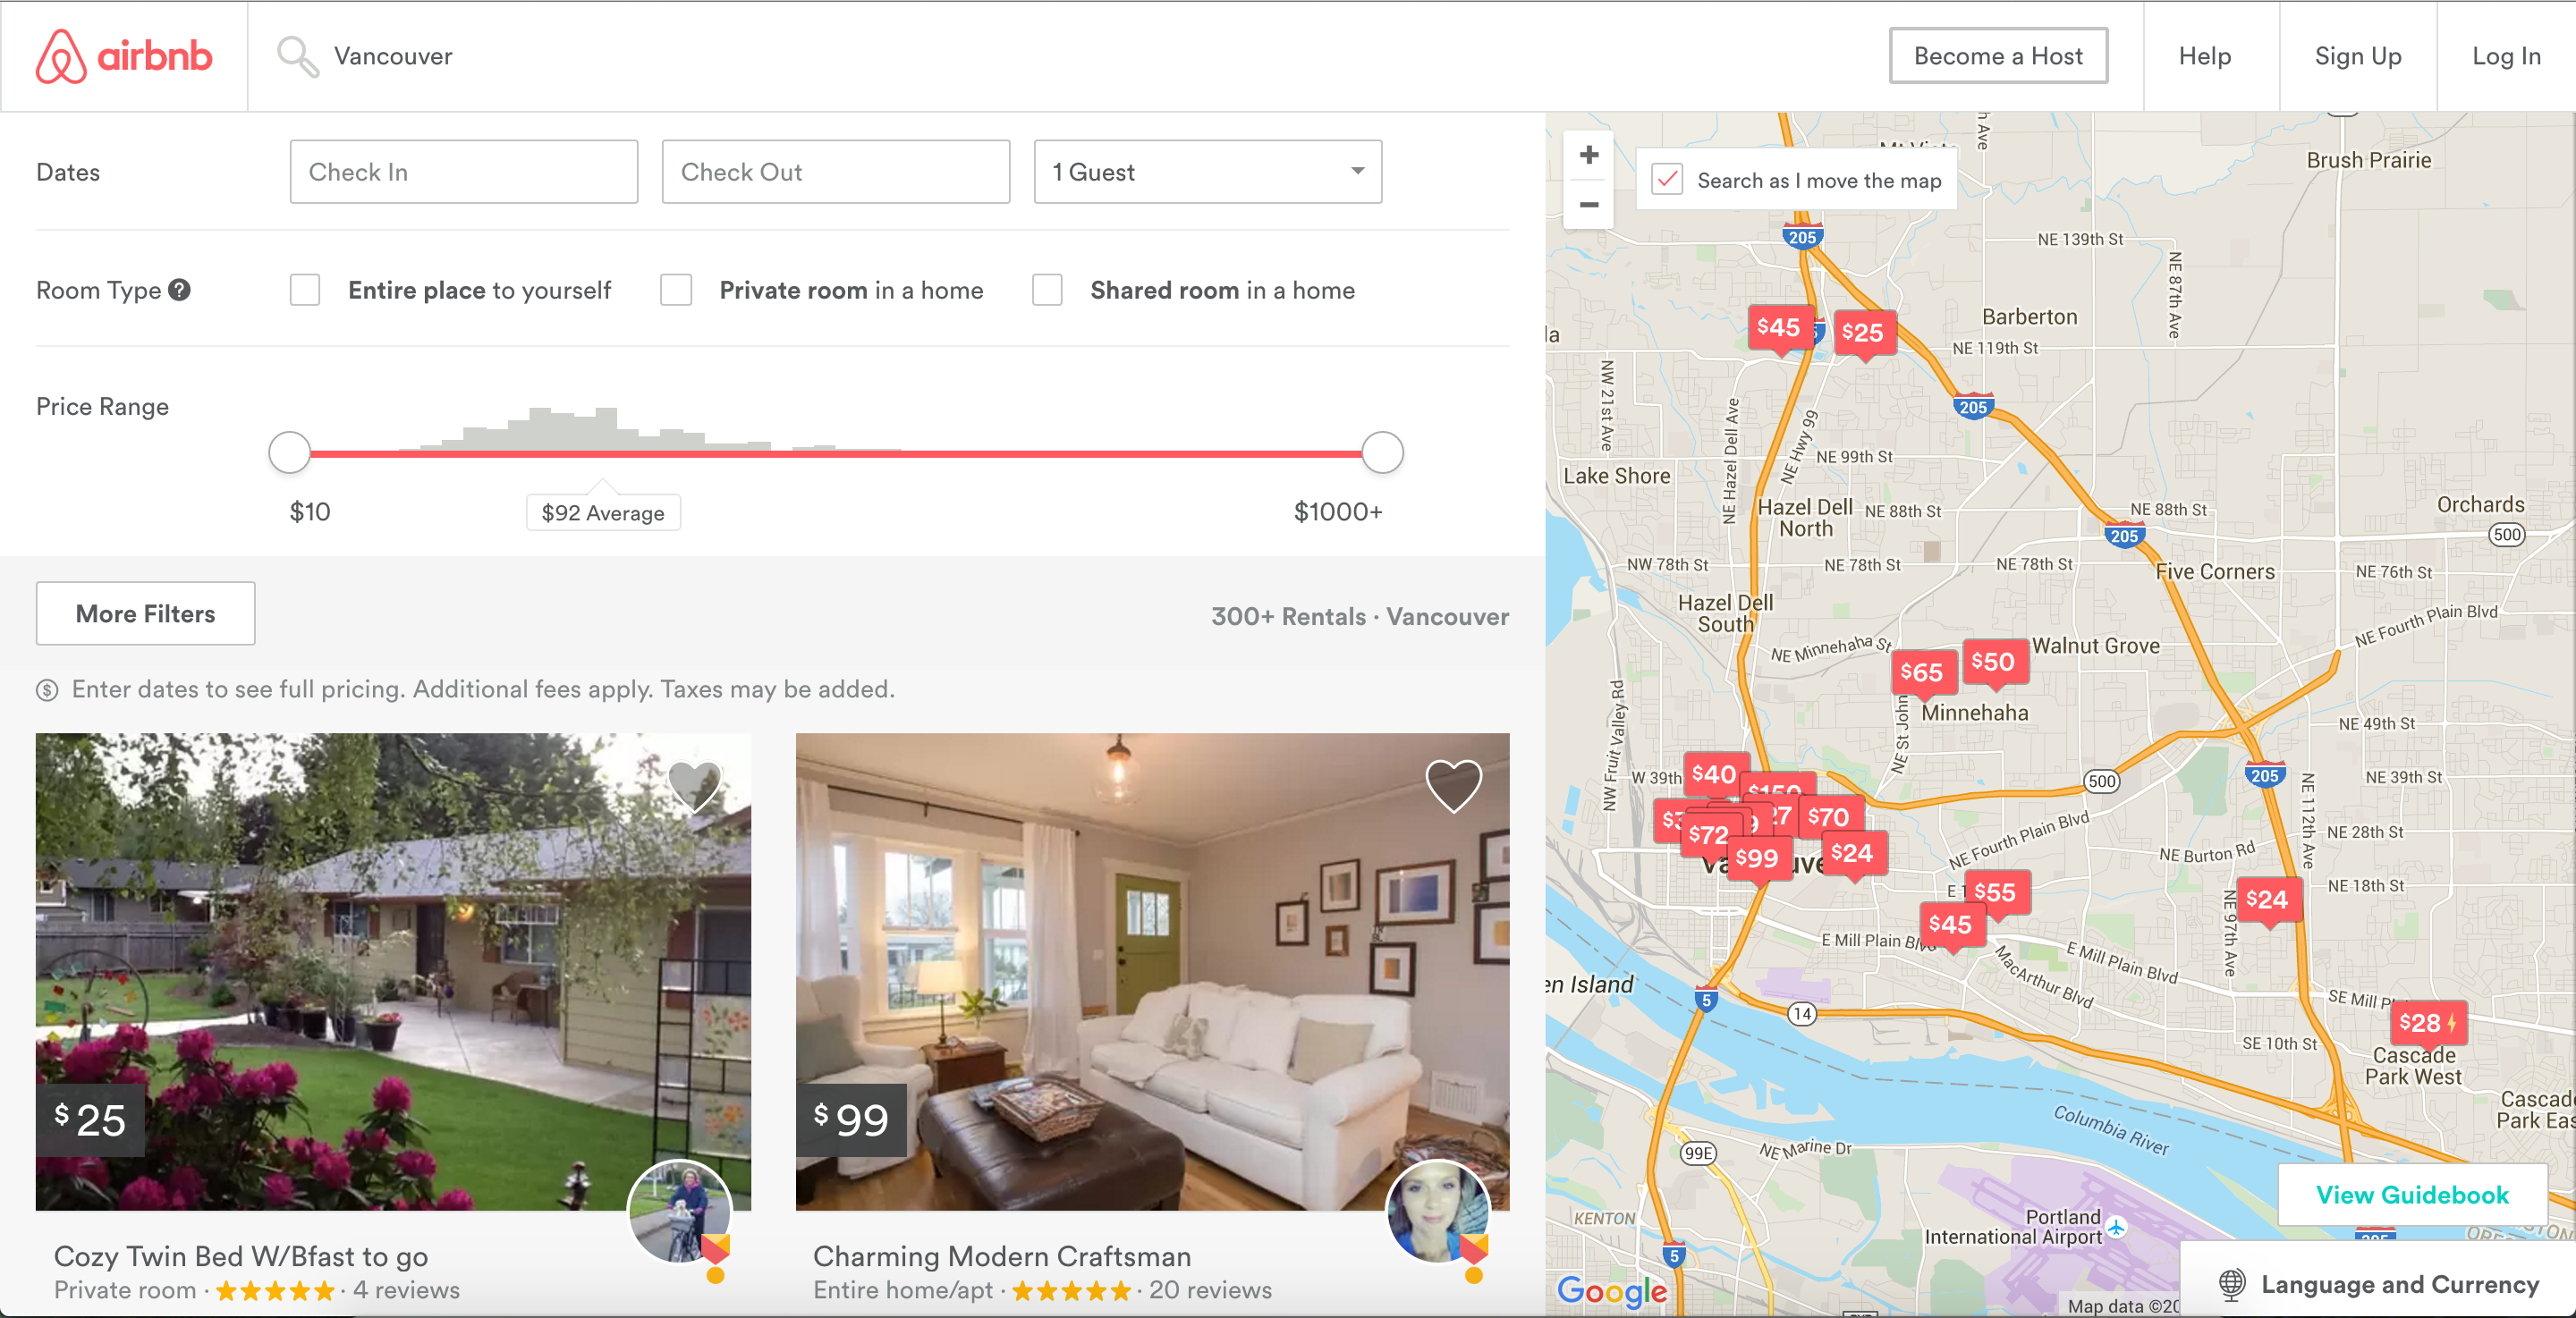 airbnb
Vancouver
Become a Host
Help
Sign Up
Log In
Dates
Check In
Check Out
1 Guest
Room Type ?
Entire place to yourself
Private room in a home
Shared room in a home
Price Range
$10
$92 Average
$1000+
More Filters
300+ Rentals · Vancouver
Enter dates to see full pricing. Additional fees apply. Taxes may be added.
$25
Cozy Twin Bed W/Bfast to go
Private room · ★★★★★ · 4 reviews
$99
Charming Modern Craftsman
Entire home/apt · ★★★★★ · 20 reviews
+
−
Search as I move the map
Brush Prairie
205
NE 139th St
NE 87th Ave
Barberton
$45
$25
NE 119th St
NW 21st Ave
NE Hazel Dell Ave
NE Hwy 99
205
NE 99th St
Lake Shore
Hazel Dell
North
NE 88th St
NE 88th St
Orchards
500
205
NW 78th St
NE 78th St
NE 78th St
Five Corners
NE 76th St
Hazel Dell
South
NE Fourth Plain Blvd
NE Minnehaha St
Walnut Grove
$65
$50
Minnehaha
NE St John
NE 49th St
NW Fruit Valley Rd
W 39th
$40
$150
500
205
NE 39th St
NE 112th Ave
$70
$72
$99
$24
NE Fourth Plain Blvd
NE Burton Rd
NE 28th St
NE 18th St
$55
$45
$24
NE 97th Ave
E Mill Plain Blvd
E Mill Plain Blvd
MacArthur Blvd
SE Mill
en Island
5
14
$28
SE 10th St
Cascade
Park West
Cascade
Park Eas
Columbia River
99E
NE Marine Dr
View Guidebook
KENTON
Portland
International Airport
5
Google
Map data ©20
Language and Currency